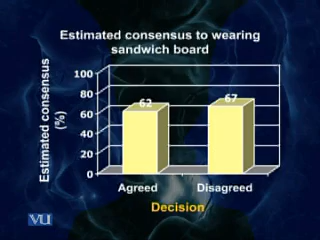 Estimated consensus to wearing
sandwich board
Estimated consensus
(%)
100
80
60
40
20
0
62
67
Agreed
Disagreed
Decision
VU